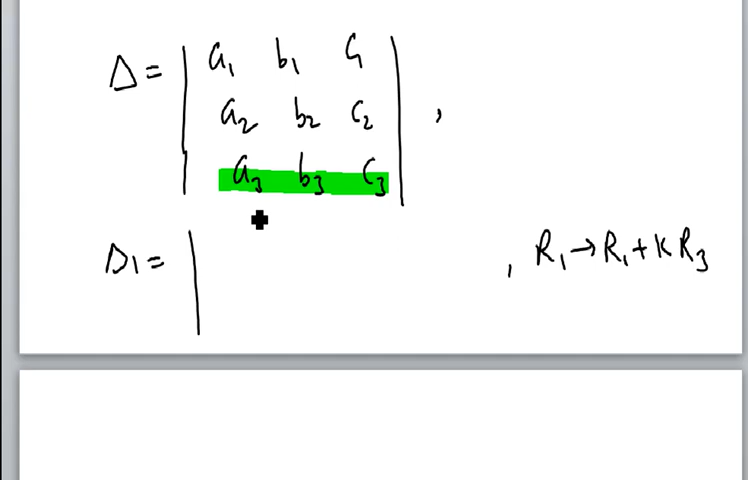 Δ = | a₁ b₁ c₁ |
| a₂ b₂ c₂ | ,
| a₃ b₃ c₃ |
Δ₁ = | , R₁ → R₁ + K R₃